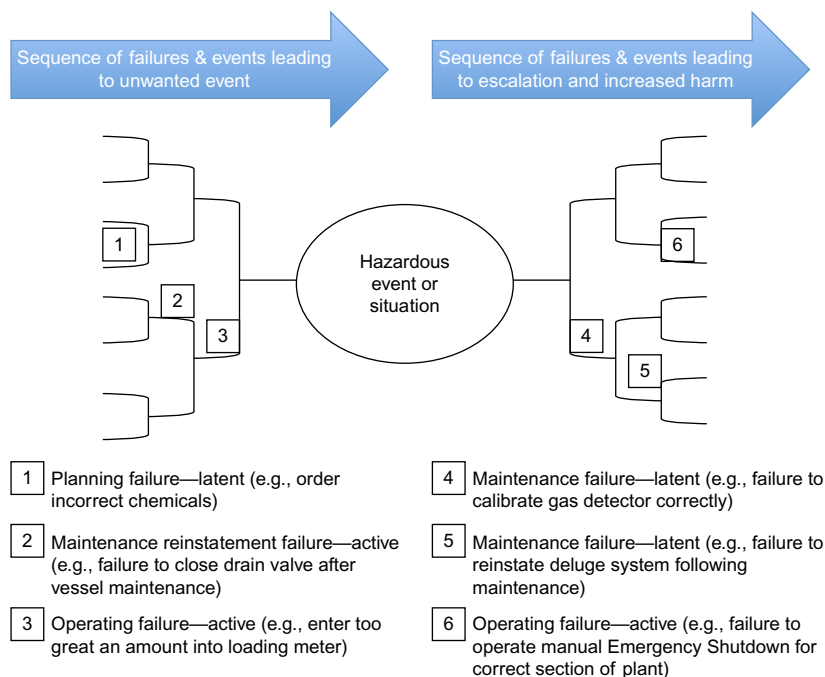 Sequence of failures & events leading
to unwanted event
Sequence of failures & events leading
to escalation and increased harm
1
2
3
Hazardous
event or
situation
6
4
5
1 Planning failure—latent (e.g., order
incorrect chemicals)
2 Maintenance reinstatement failure—active
(e.g., failure to close drain valve after
vessel maintenance)
3 Operating failure—active (e.g., enter too
great an amount into loading meter)
4 Maintenance failure—latent (e.g., failure to
calibrate gas detector correctly)
5 Maintenance failure—latent (e.g., failure to
reinstate deluge system following
maintenance)
6 Operating failure—active (e.g., failure to
operate manual Emergency Shutdown for
correct section of plant)